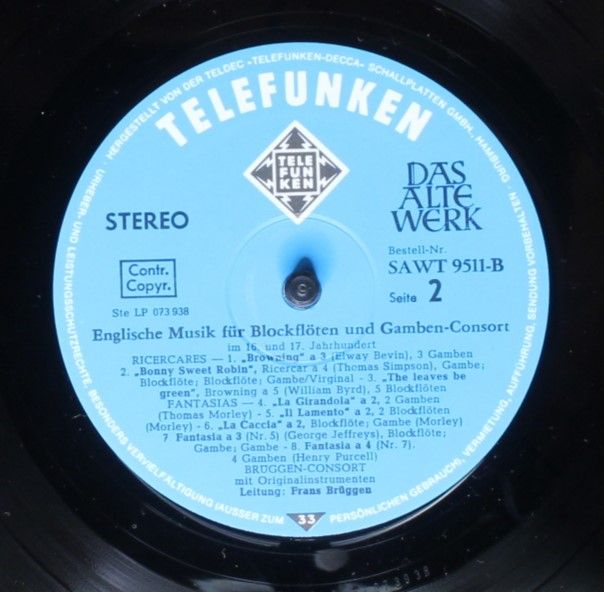 · HERGESTELLT VON DER TELDEC »TELEFUNKEN-DECCA« SCHALLPLATTEN GMBH., HAMBURG · URHEBER- UND LEISTUNGSSCHUTZRECHTE, BESONDERS VERVIELFÄLTIGUNG (AUSSER ZUM PERSÖNLICHEN GEBRAUCH), VERMIETUNG, AUFFÜHRUNG, SENDUNG VORBEHALTEN ·
TELEFUNKEN
TELE
FUN
KEN
DAS
ALTE
WERK
STEREO
Bestell-Nr.
SAWT 9511-B
Contr.
Copyr.
Seite 2
Ste LP 073 938
Englische Musik für Blockflöten und Gamben-Consort
im 16. und 17. Jahrhundert
RICERCARES — 1. „Browning“ a 3 (Elway Bevin), 3 Gamben
2. „Bonny Sweet Robin“, Ricercar a 4 (Thomas Simpson), Gambe;
Blockflöte; Blockflöte; Gambe/Virginal - 3. „The leaves be
green“, Browning a 5 (William Byrd), 5 Blockflöten
FANTASIAS — 4. „La Girandola“ a 2, 2 Gamben
(Thomas Morley) - 5. „Il Lamento“ a 2, 2 Blockflöten
(Morley) - 6. „La Caccia“ a 2, Blockflöte; Gambe (Morley)
7. Fantasia a 3 (Nr. 5) (George Jeffreys), Blockflöte;
Gambe; Gambe - 8. Fantasia a 4 (Nr. 7),
4 Gamben (Henry Purcell)
BRÜGGEN-CONSORT
mit Originalinstrumenten
Leitung: Frans Brüggen
33